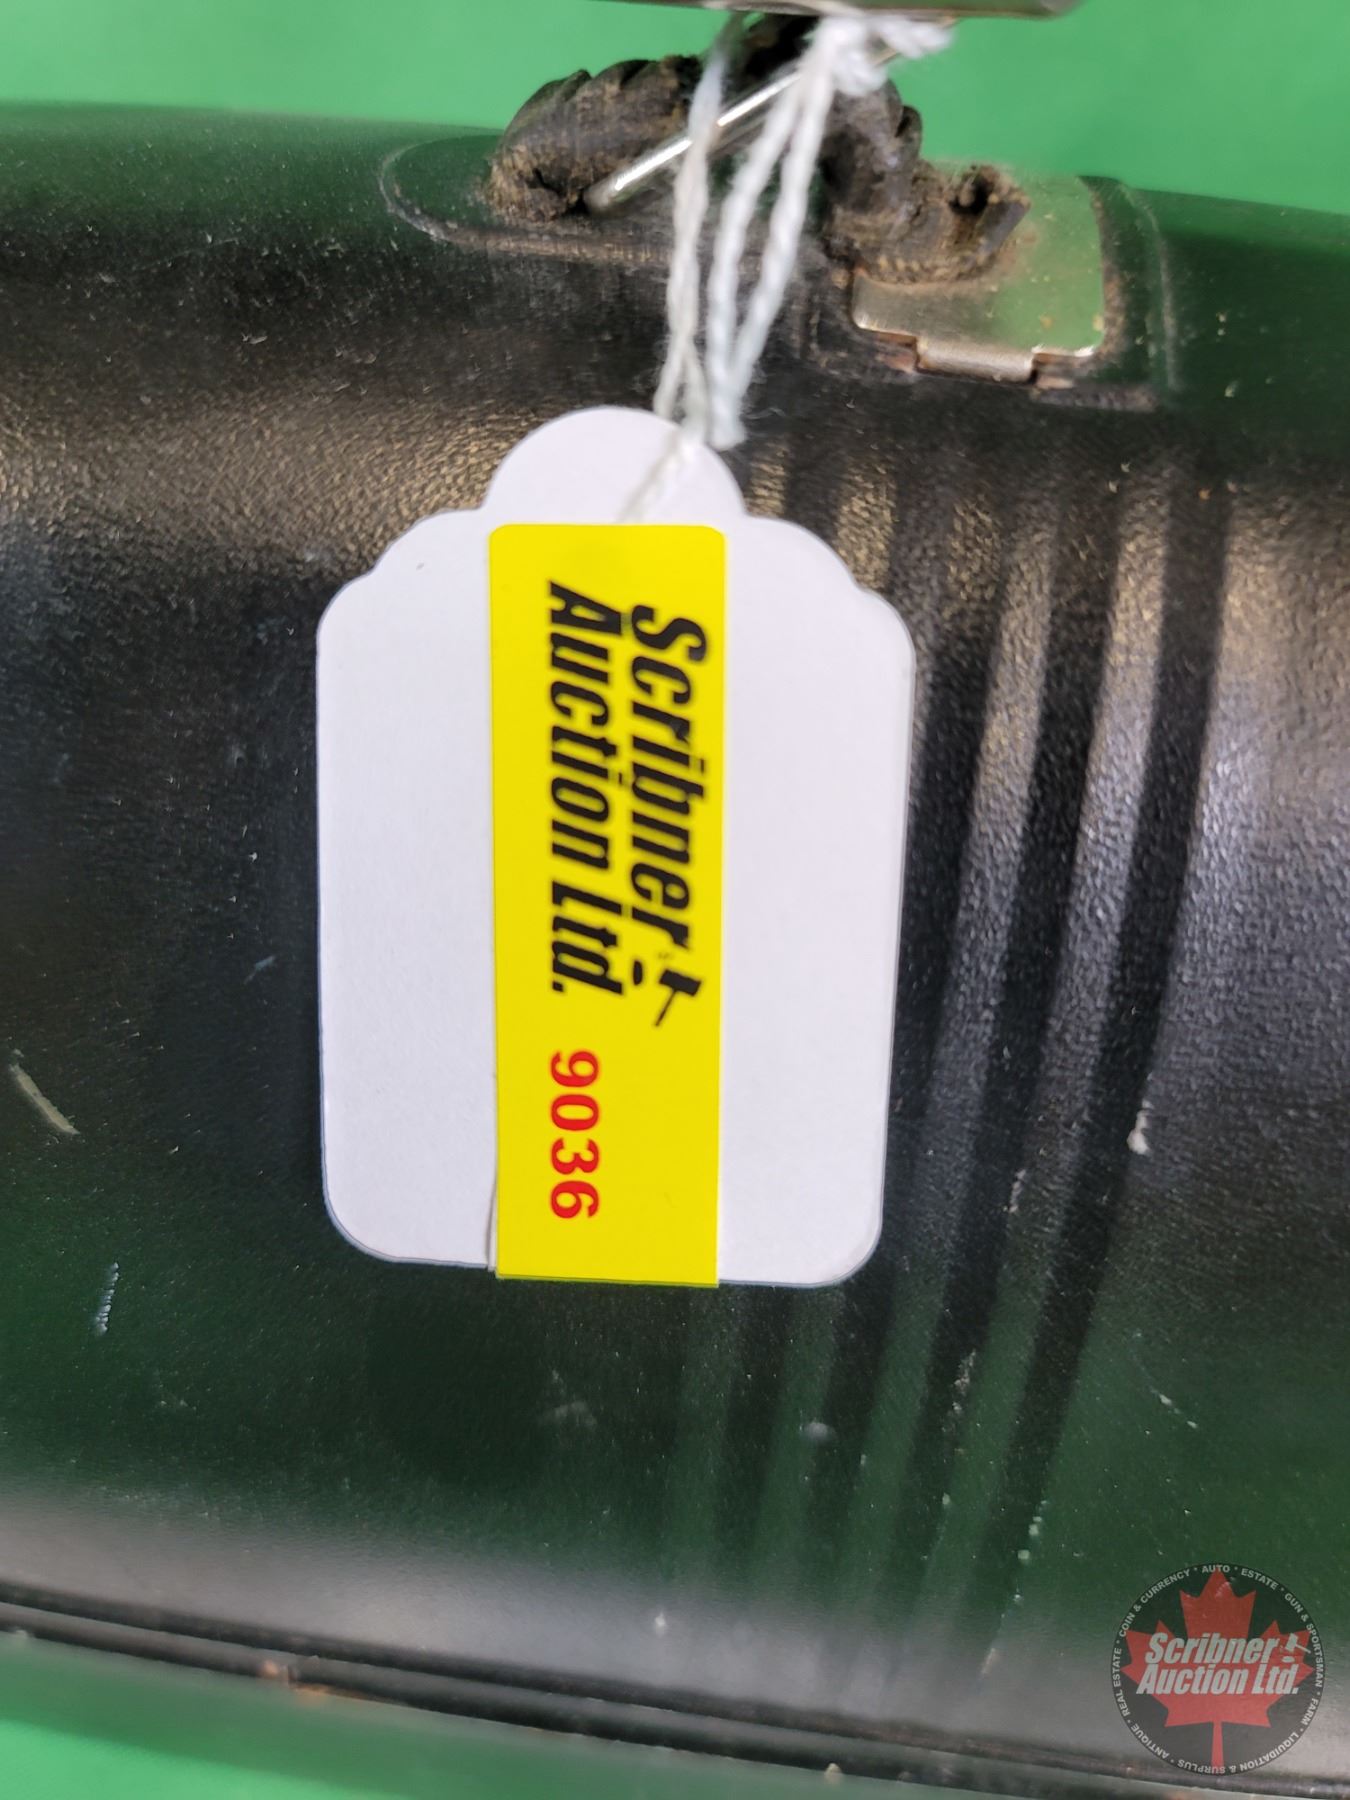 Scribner
Auction Ltd.
9036
COIN & CURRENCY * AUTO * ESTATE * GUN & SPORTSMAN * FARM * LIQUIDATION & SURPLUS * ANTIQUE * REAL ESTATE *
Scribner
Auction Ltd.